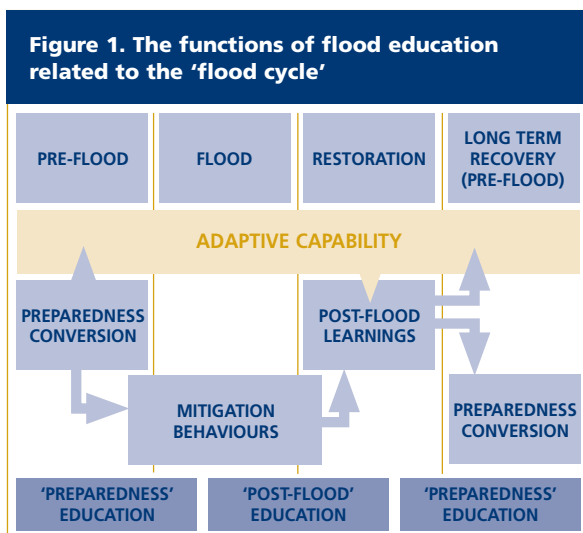 Figure 1. The functions of flood education
related to the ‘flood cycle’
PRE-FLOOD
FLOOD
RESTORATION
LONG TERM
RECOVERY
(PRE-FLOOD)
ADAPTIVE CAPABILITY
PREPAREDNESS
CONVERSION
POST-FLOOD
LEARNINGS
MITIGATION
BEHAVIOURS
PREPAREDNESS
CONVERSION
‘PREPAREDNESS’
EDUCATION
‘POST-FLOOD’
EDUCATION
‘PREPAREDNESS’
EDUCATION